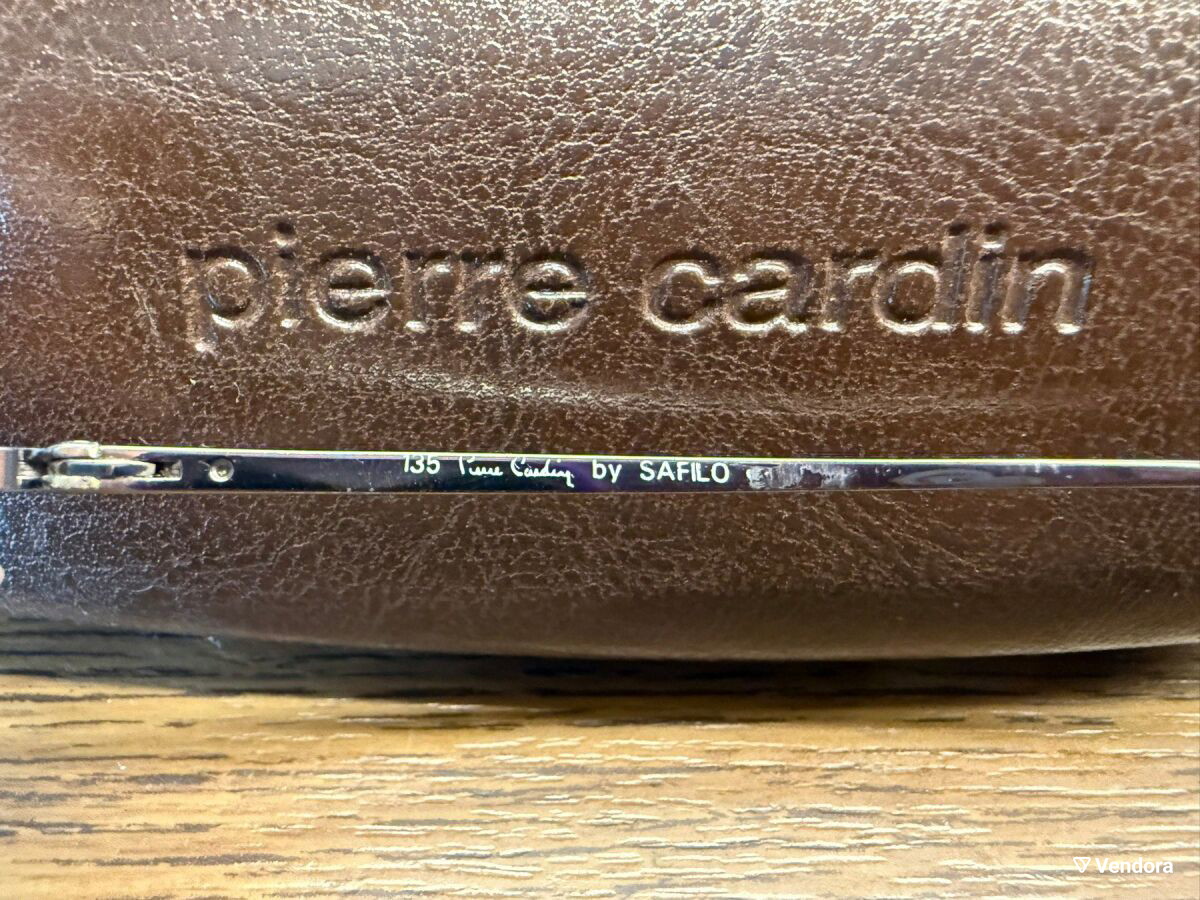 pierre cardin
135 Pierre Cardin by SAFILO
Vendora